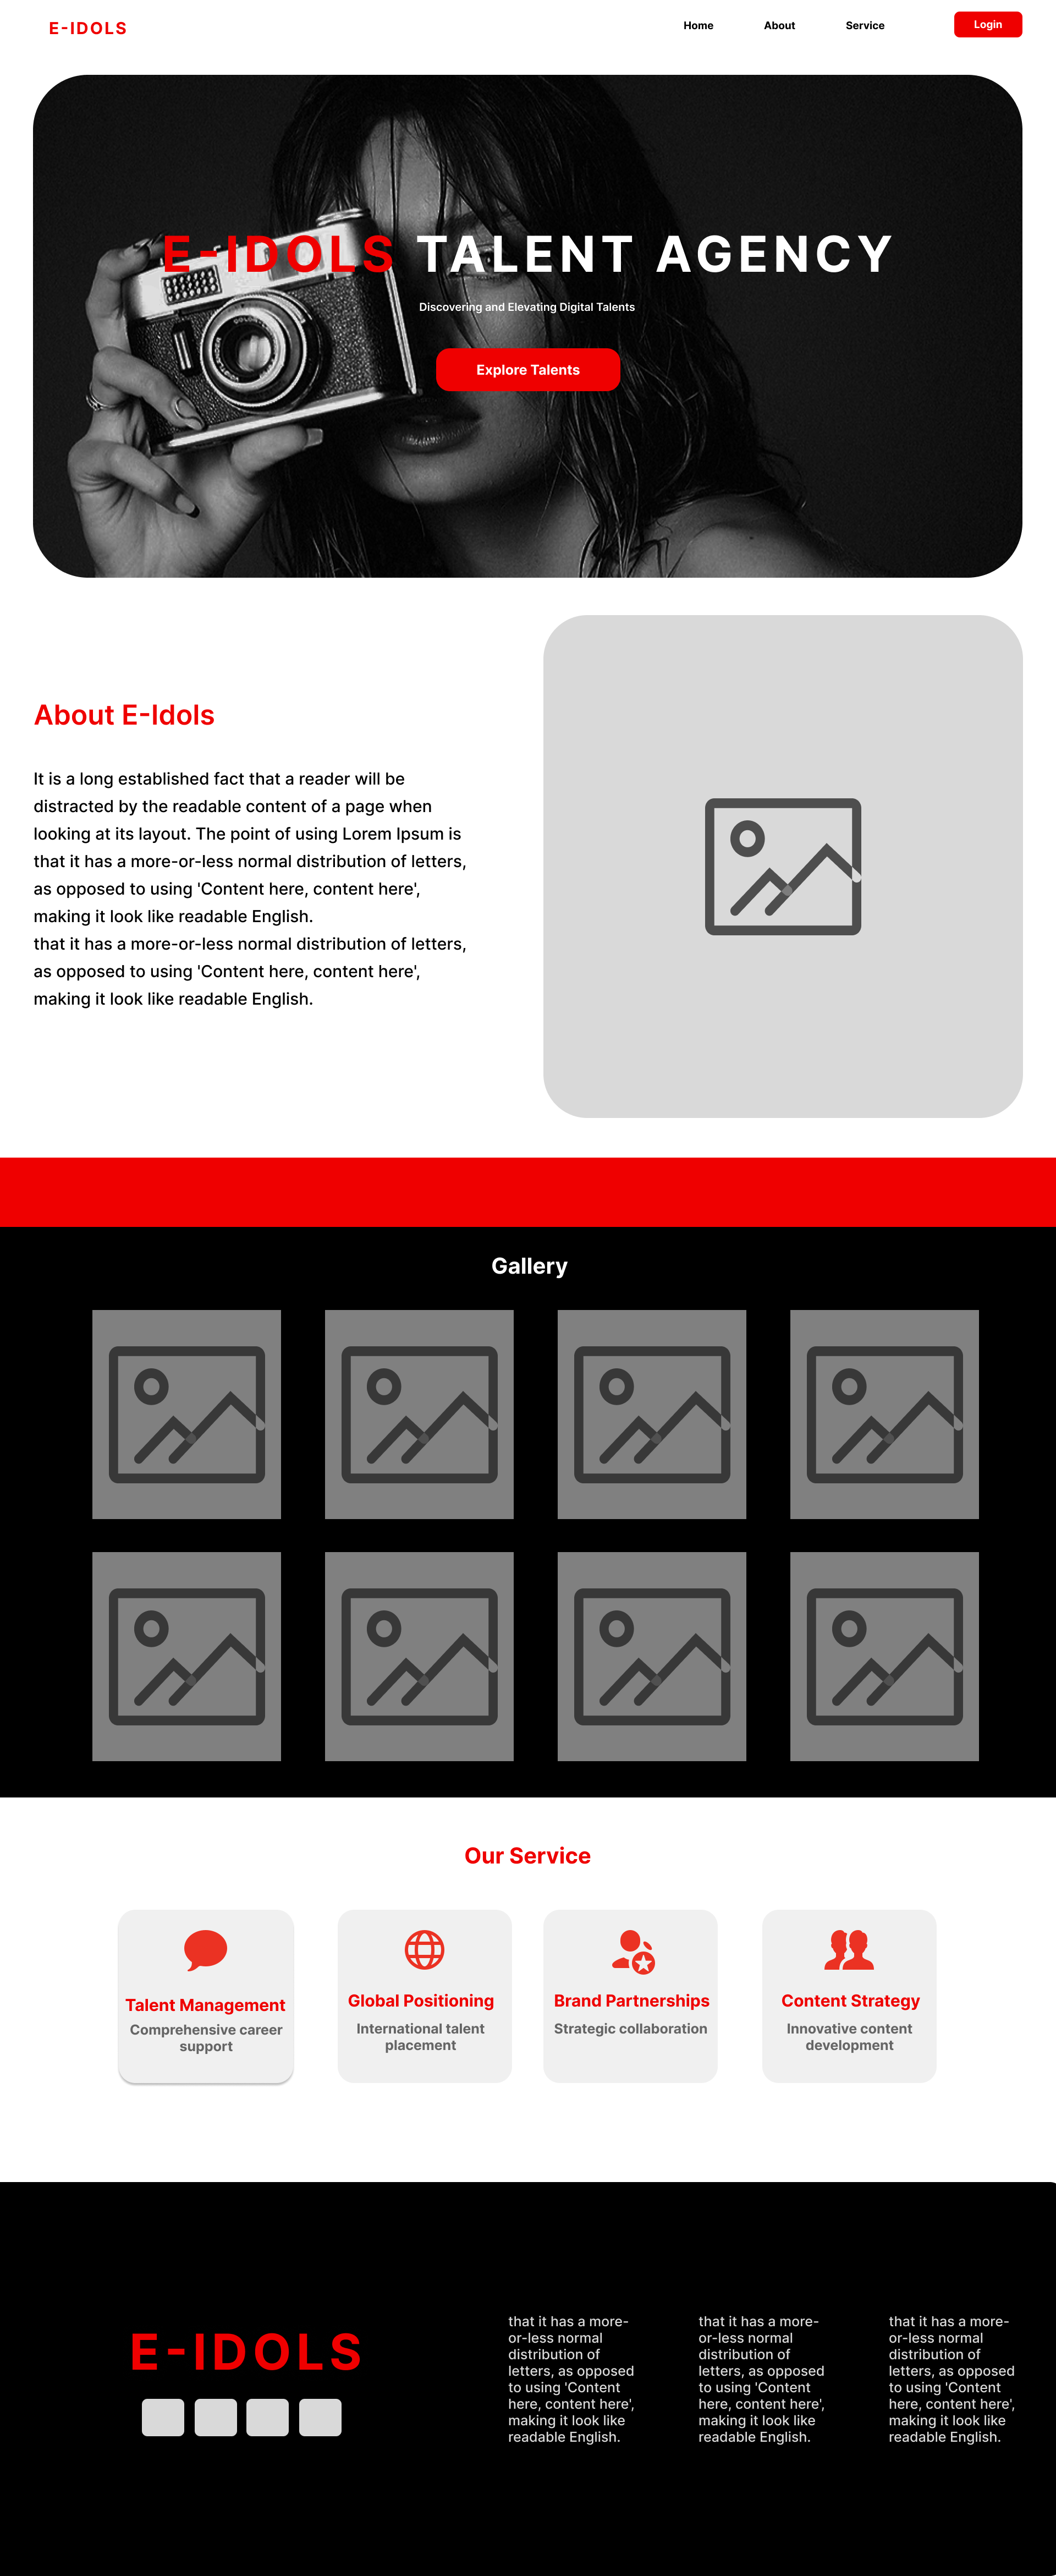 E-IDOLS
Home
About
Service
Login
E-IDOLS TALENT AGENCY
Discovering and Elevating Digital Talents
Explore Talents
About E-Idols
It is a long established fact that a reader will be
distracted by the readable content of a page when
looking at its layout. The point of using Lorem Ipsum is
that it has a more-or-less normal distribution of letters,
as opposed to using 'Content here, content here',
making it look like readable English.
that it has a more-or-less normal distribution of letters,
as opposed to using 'Content here, content here',
making it look like readable English.
Gallery
Our Service
Talent Management
Comprehensive career
support
Global Positioning
International talent
placement
Brand Partnerships
Strategic collaboration
Content Strategy
Innovative content
development
E-IDOLS
that it has a more-
or-less normal
distribution of
letters, as opposed
to using 'Content
here, content here',
making it look like
readable English.
that it has a more-
or-less normal
distribution of
letters, as opposed
to using 'Content
here, content here',
making it look like
readable English.
that it has a more-
or-less normal
distribution of
letters, as opposed
to using 'Content
here, content here',
making it look like
readable English.